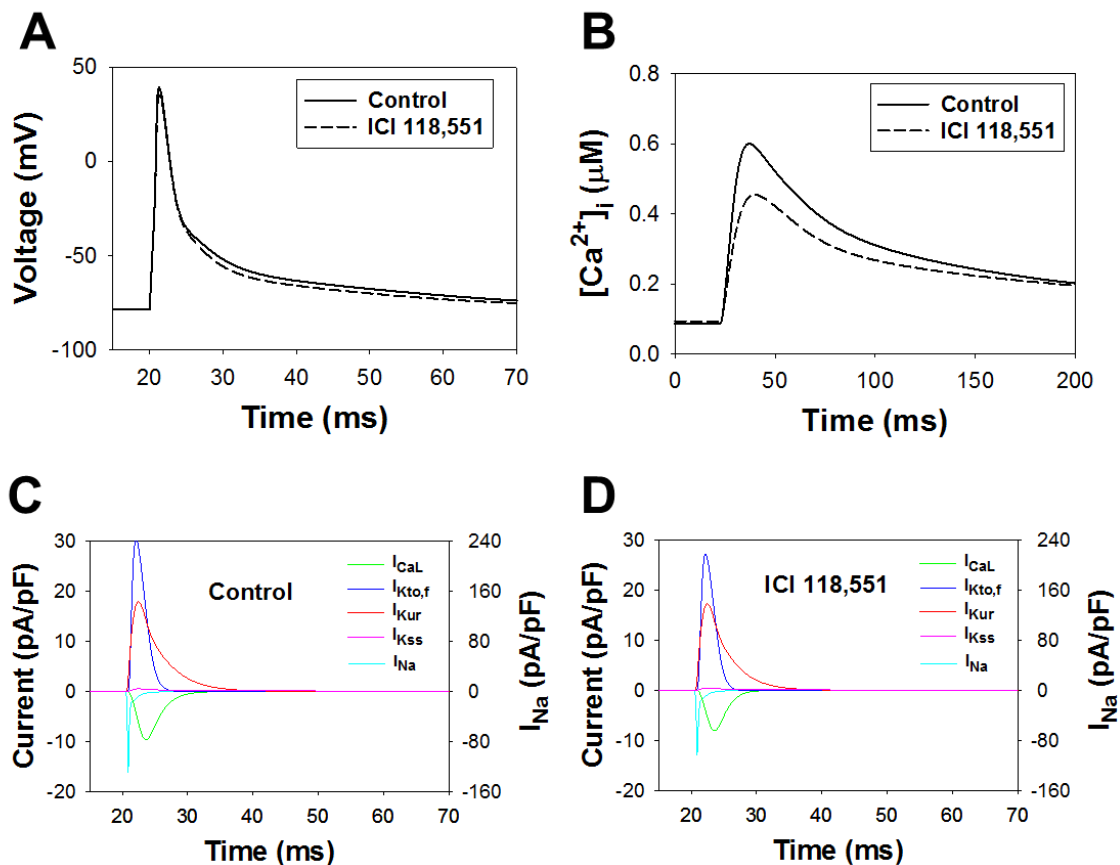 A
Voltage (mV)
50
0
-50
-100
20 30 40 50 60 70
Time (ms)
Control
ICI 118,551
B
[Ca2+]i (μM)
0.8
0.6
0.4
0.2
0.0
0 50 100 150 200
Time (ms)
Control
ICI 118,551
C
Current (pA/pF)
30
20
10
0
-10
-20
20 30 40 50 60 70
Time (ms)
Control
ICaL
IKto,f
IKur
IKss
INa
240
160
80
0
-80
-160
INa (pA/pF)
D
Current (pA/pF)
30
20
10
0
-10
-20
20 30 40 50 60 70
Time (ms)
ICI 118,551
ICaL
IKto,f
IKur
IKss
INa
240
160
80
0
-80
-160
INa (pA/pF)